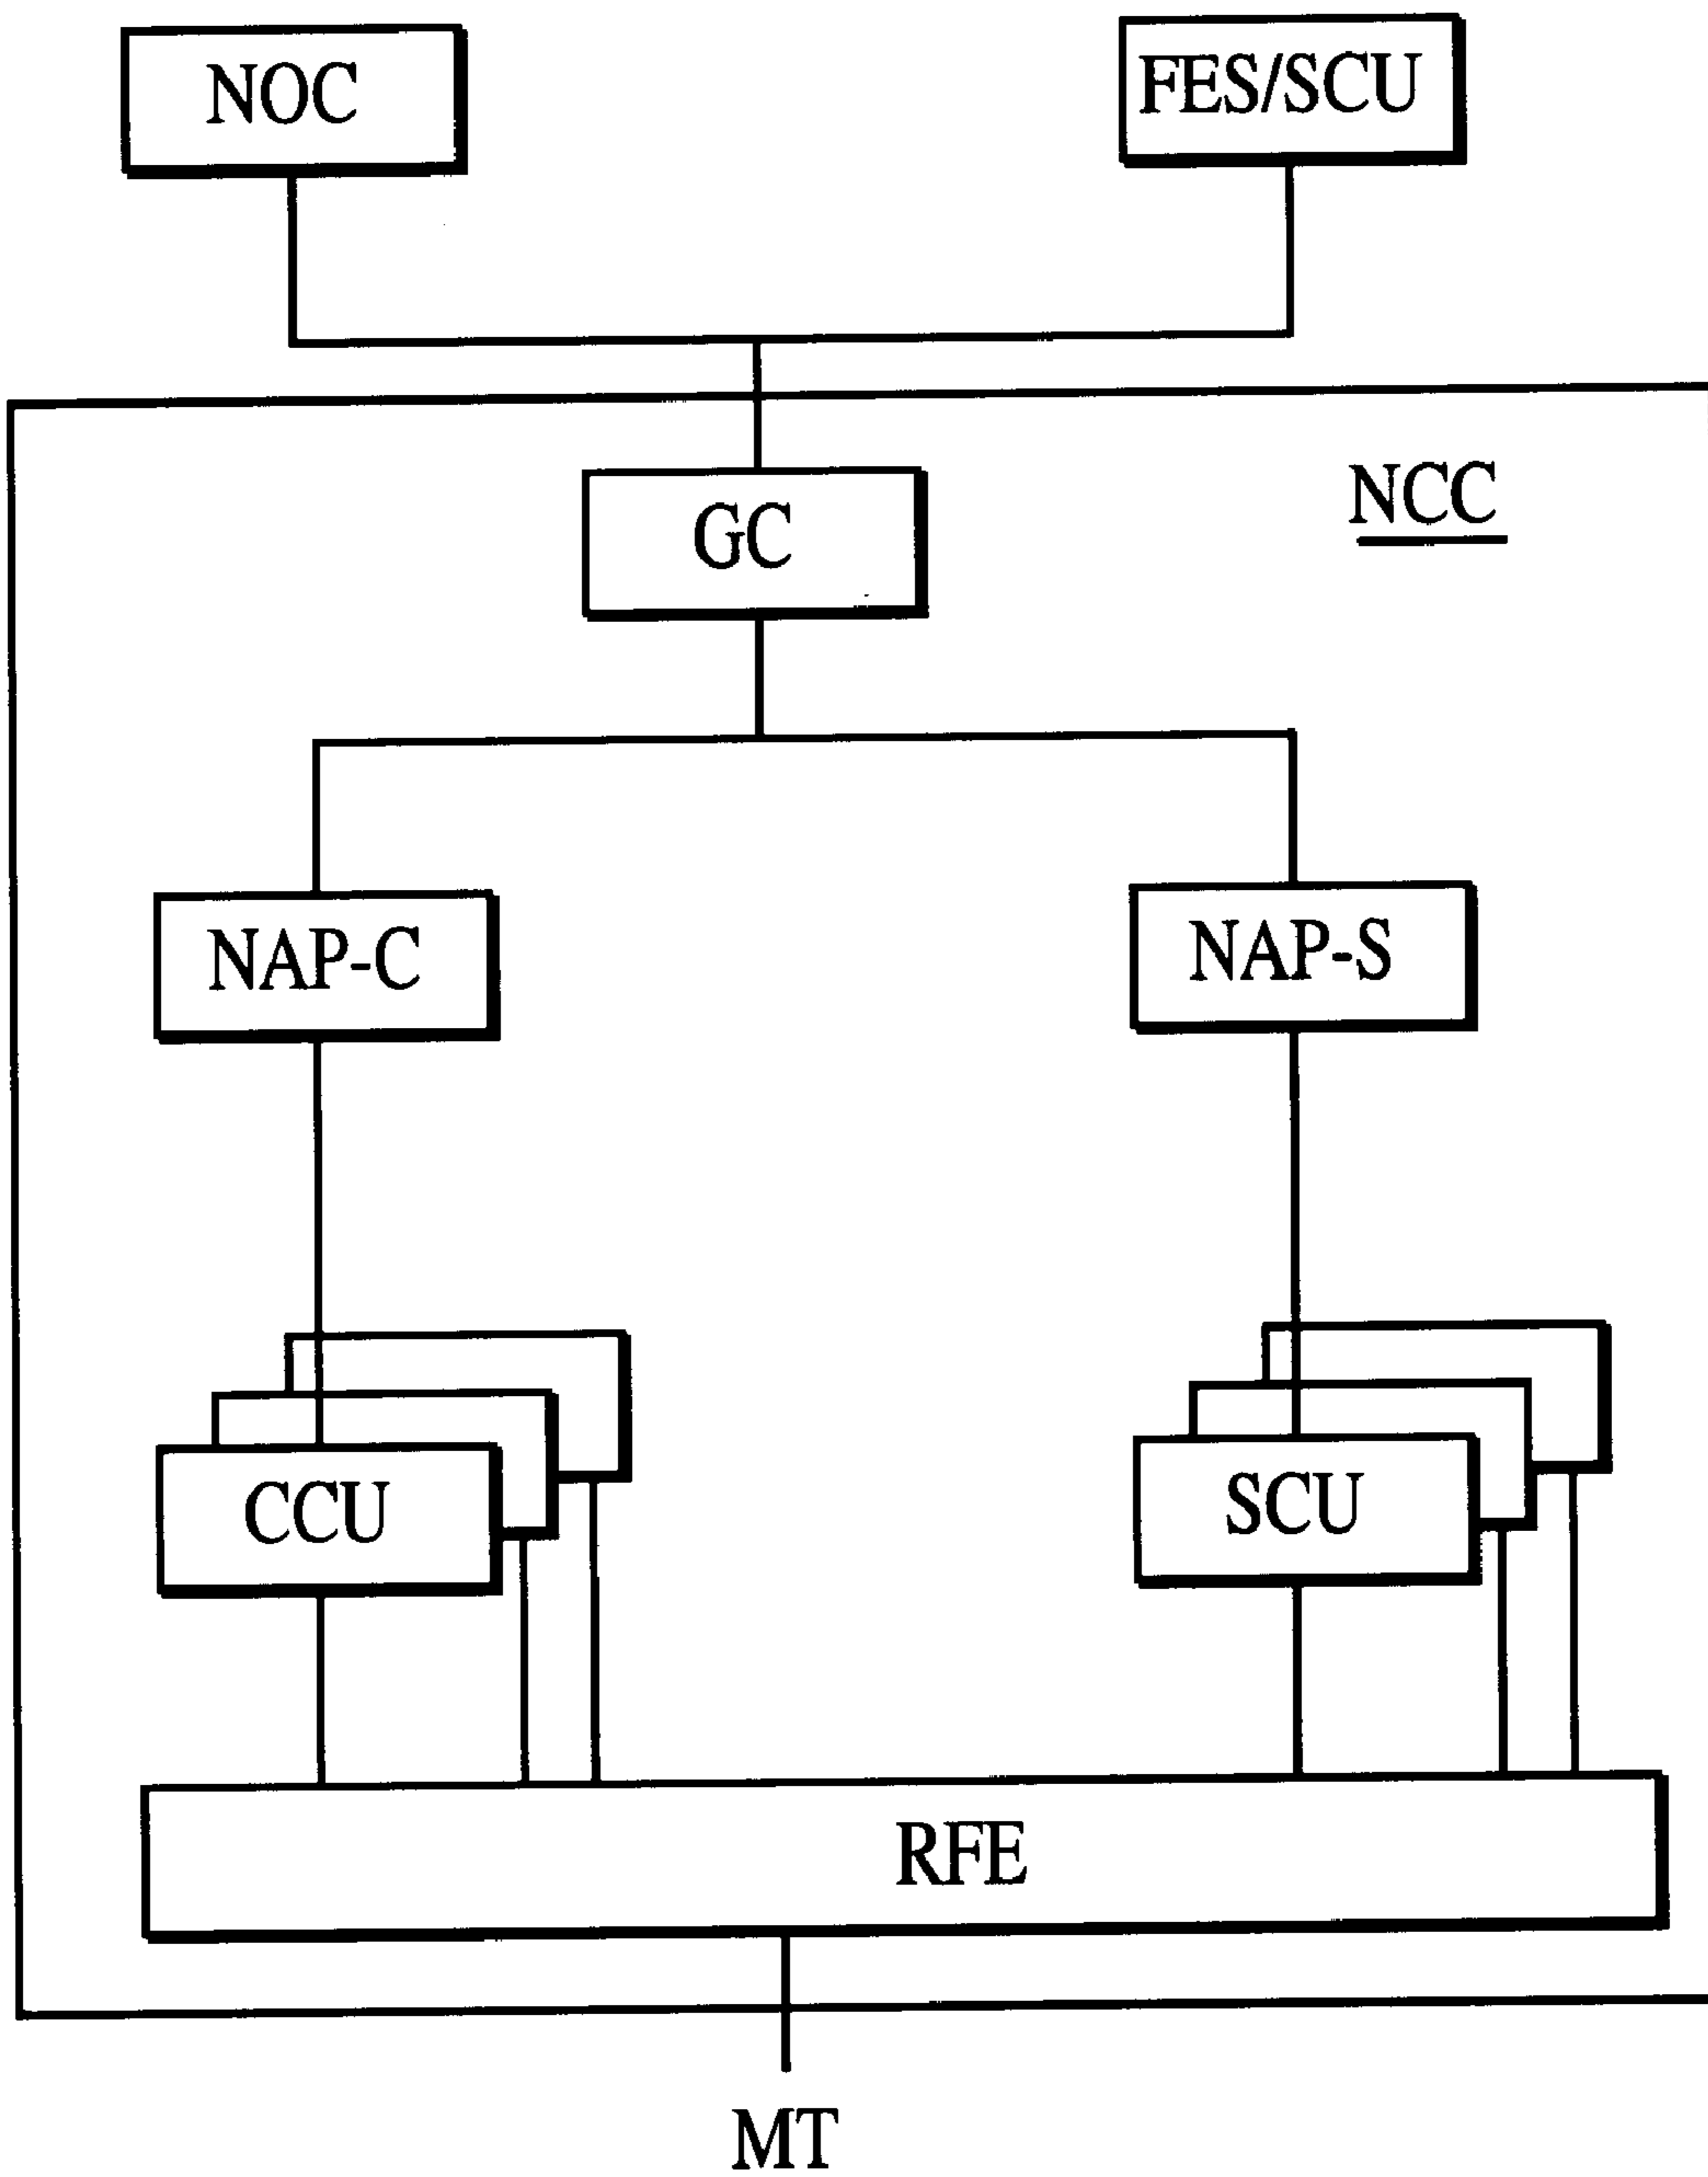 NOC
FES/SCU
NCC
GC
NAP-C
NAP-S
CCU
SCU
RFE
MT